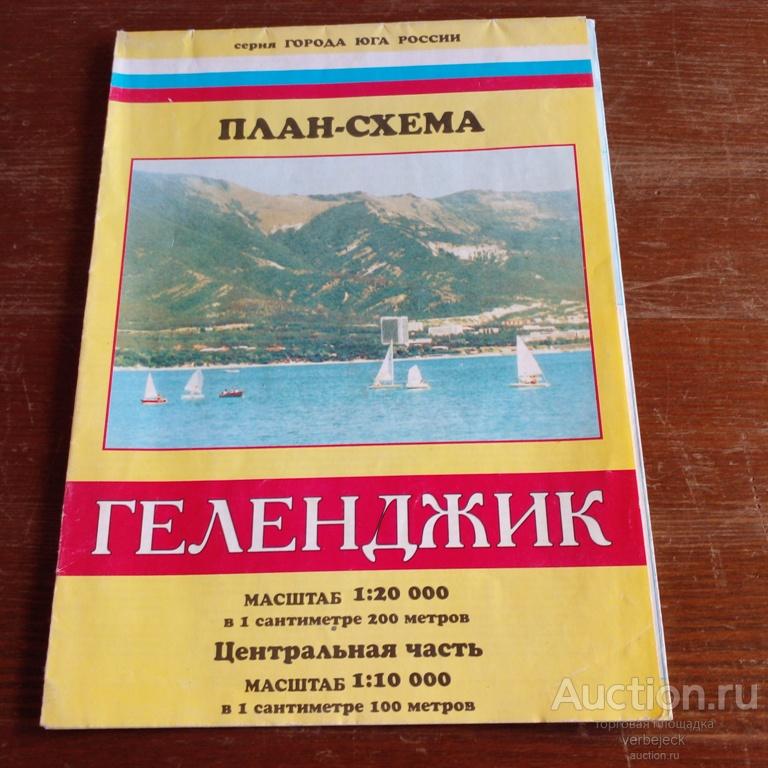 серия ГОРОДА ЮГА РОССИИ
ПЛАН-СХЕМА
ГЕЛЕНДЖИК
МАСШТАБ 1:20 000
в 1 сантиметре 200 метров
Центральная часть
МАСШТАБ 1:10 000
в 1 сантиметре 100 метров
Auction.ru
торговая площадка
verbejeck
auction.ru